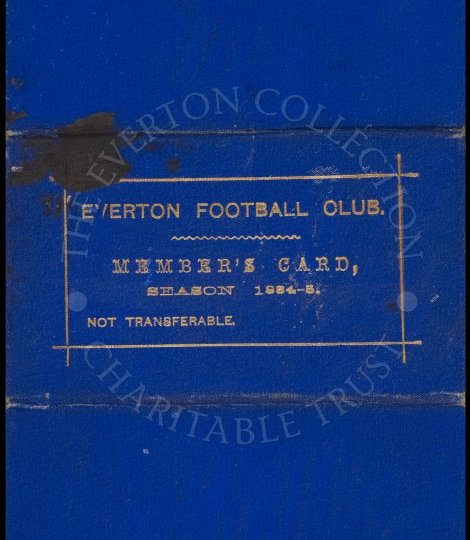 EVERTON FOOTBALL CLUB.
MEMBER'S CARD,
SEASON 1884-5.
NOT TRANSFERABLE.
THE EVERTON COLLECTION
CHARITABLE TRUST